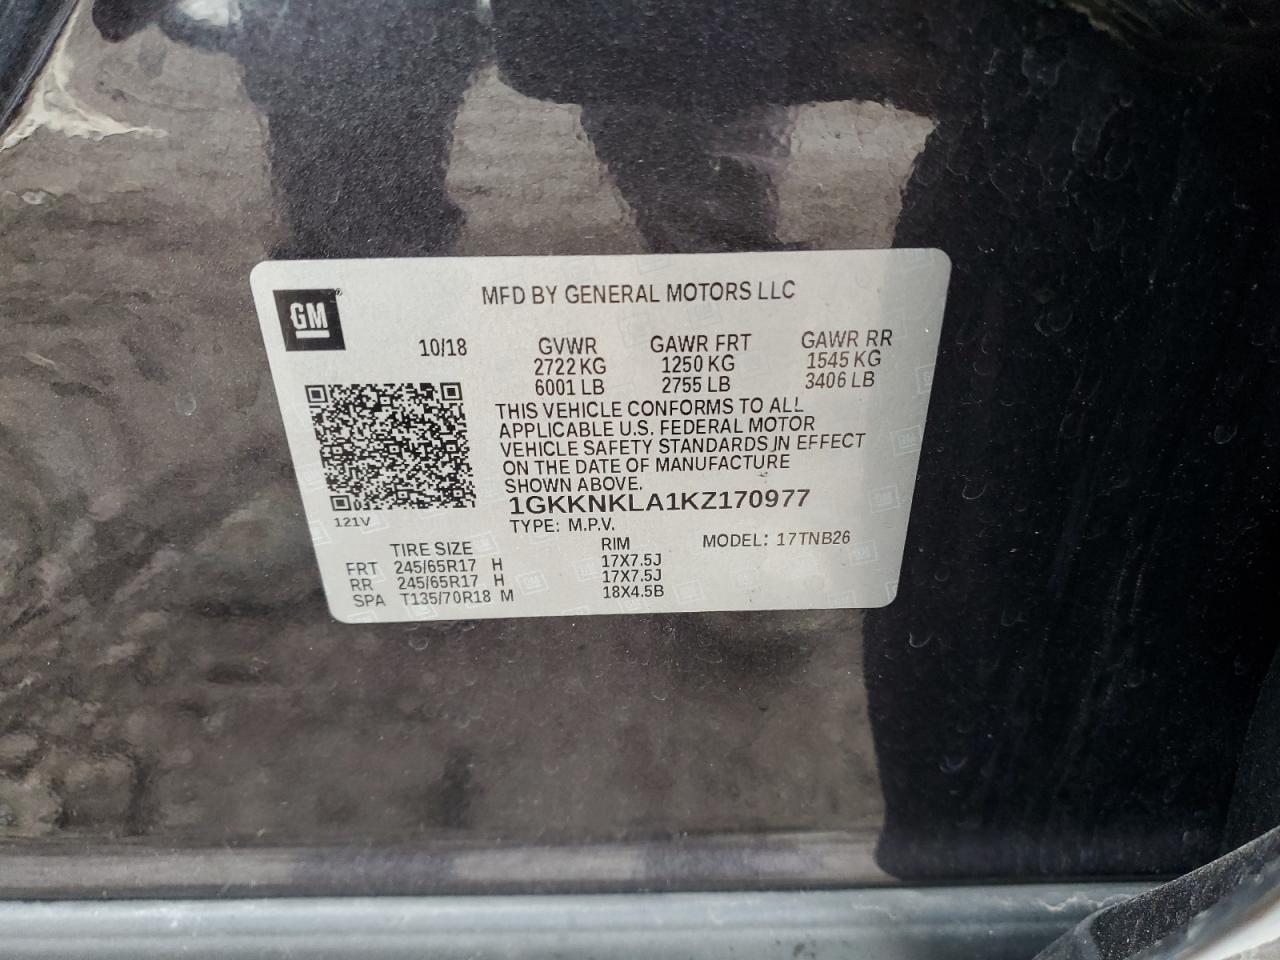 GM
MFD BY GENERAL MOTORS LLC
10/18 GVWR GAWR FRT GAWR RR
2722 KG 1250 KG 1545 KG
6001 LB 2755 LB 3406 LB
THIS VEHICLE CONFORMS TO ALL
APPLICABLE U.S. FEDERAL MOTOR
VEHICLE SAFETY STANDARDS IN EFFECT
ON THE DATE OF MANUFACTURE
SHOWN ABOVE.
1GKKNKLA1KZ170977
121V
TYPE: M.P.V.
TIRE SIZE RIM MODEL: 17TNB26
FRT 245/65R17 H 17X7.5J
RR 245/65R17 H 17X7.5J
SPA T135/70R18 M 18X4.5B